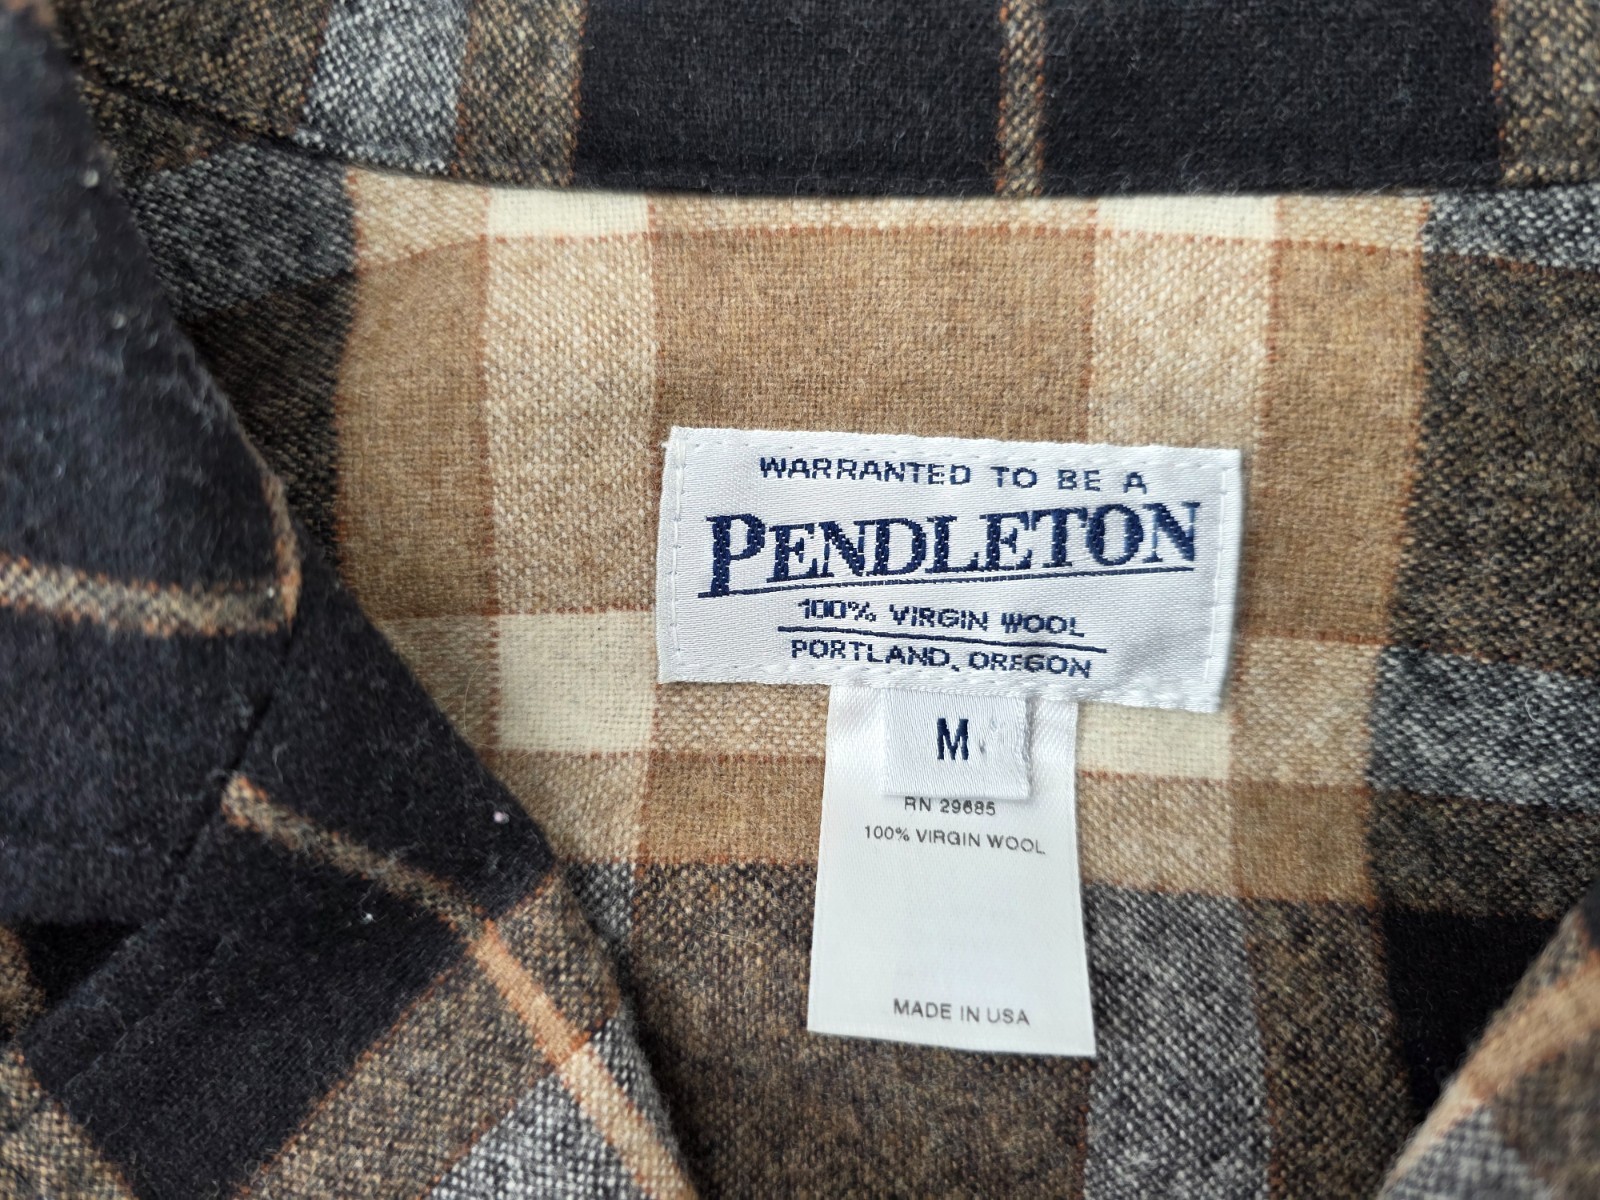 WARRANTED TO BE A
PENDLETON
100% VIRGIN WOOL
PORTLAND, OREGON
M
RN 29685
100% VIRGIN WOOL
MADE IN USA